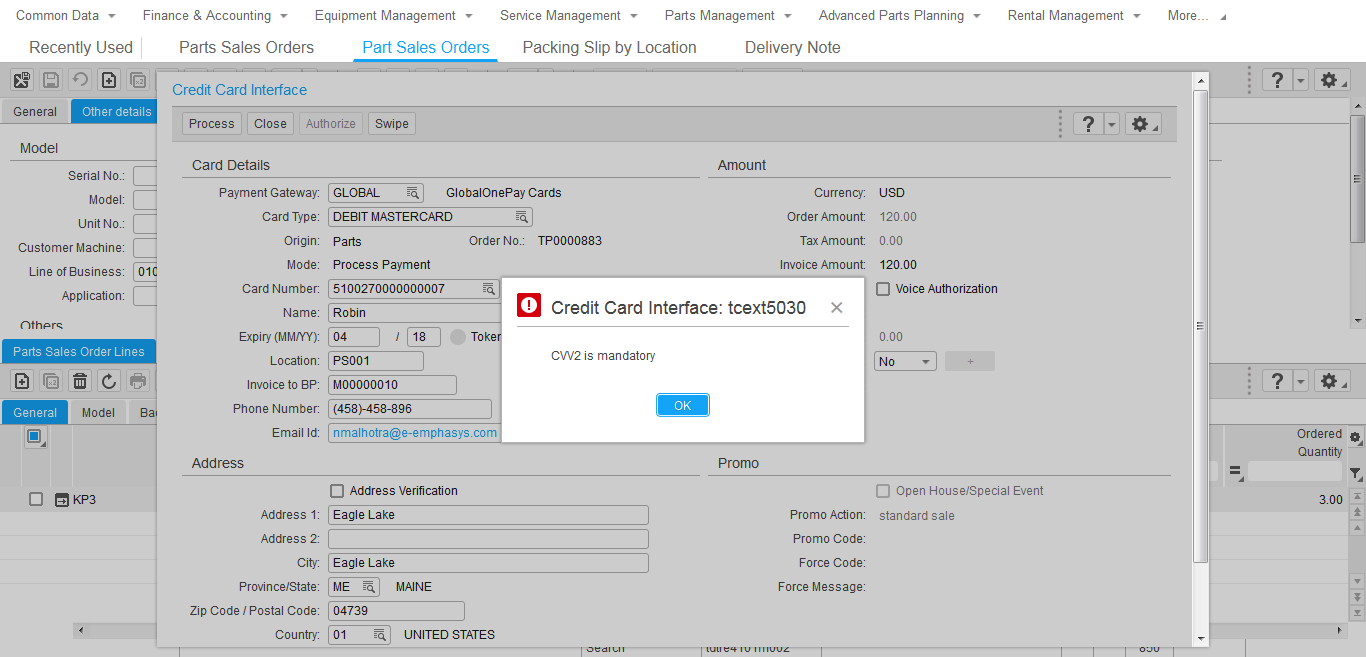 Common Data Finance & Accounting Equipment Management Service Management Parts Management Advanced Parts Planning Rental Management More...
Recently Used Parts Sales Orders Part Sales Orders Packing Slip by Location Delivery Note
Credit Card Interface
General Other details
Process Close Authorize Swipe
Model
Card Details Amount
Serial No.:
Payment Gateway: GLOBAL GlobalOnePay Cards Currency: USD
Model:
Card Type: DEBIT MASTERCARD Order Amount: 120.00
Unit No.:
Origin: Parts Order No.: TP0000883 Tax Amount: 0.00
Customer Machine:
Mode: Process Payment Invoice Amount: 120.00
Line of Business: 010
Card Number: 5100270000000007 Voice Authorization
Application:
Name: Robin
Credit Card Interface: tcext5030
Others
Expiry (MM/YY): 04 / 18 Token 0.00
Parts Sales Order Lines
CVV2 is mandatory
Location: PS001 No +
Invoice to BP: M00000010
OK
Phone Number: (458)-458-896
General Model Ba
Email Id: nmalhotra@e-emphasys.com
Ordered
Quantity
Address Promo
Address Verification Open House/Special Event
KP3 3.00
Address 1: Eagle Lake Promo Action: standard sale
Address 2: Promo Code:
City: Eagle Lake Force Code:
Province/State: ME MAINE Force Message:
Zip Code / Postal Code: 04739
Country: 01 UNITED STATES
Search 850